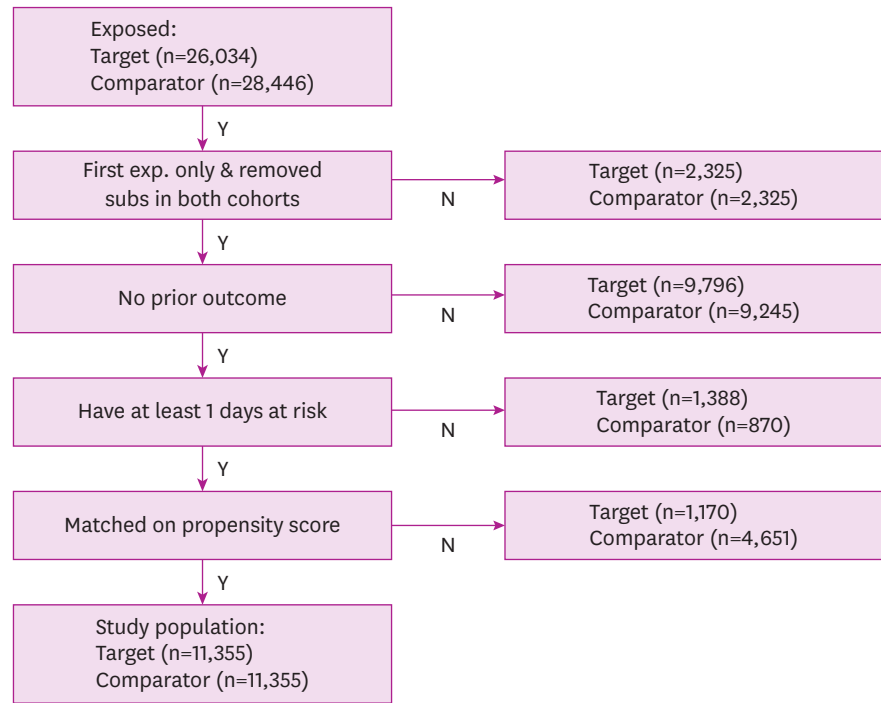 Exposed:
Target (n=26,034)
Comparator (n=28,446)
Y
First exp. only & removed
subs in both cohorts
N
Target (n=2,325)
Comparator (n=2,325)
Y
No prior outcome
N
Target (n=9,796)
Comparator (n=9,245)
Y
Have at least 1 days at risk
N
Target (n=1,388)
Comparator (n=870)
Y
Matched on propensity score
N
Target (n=1,170)
Comparator (n=4,651)
Y
Study population:
Target (n=11,355)
Comparator (n=11,355)